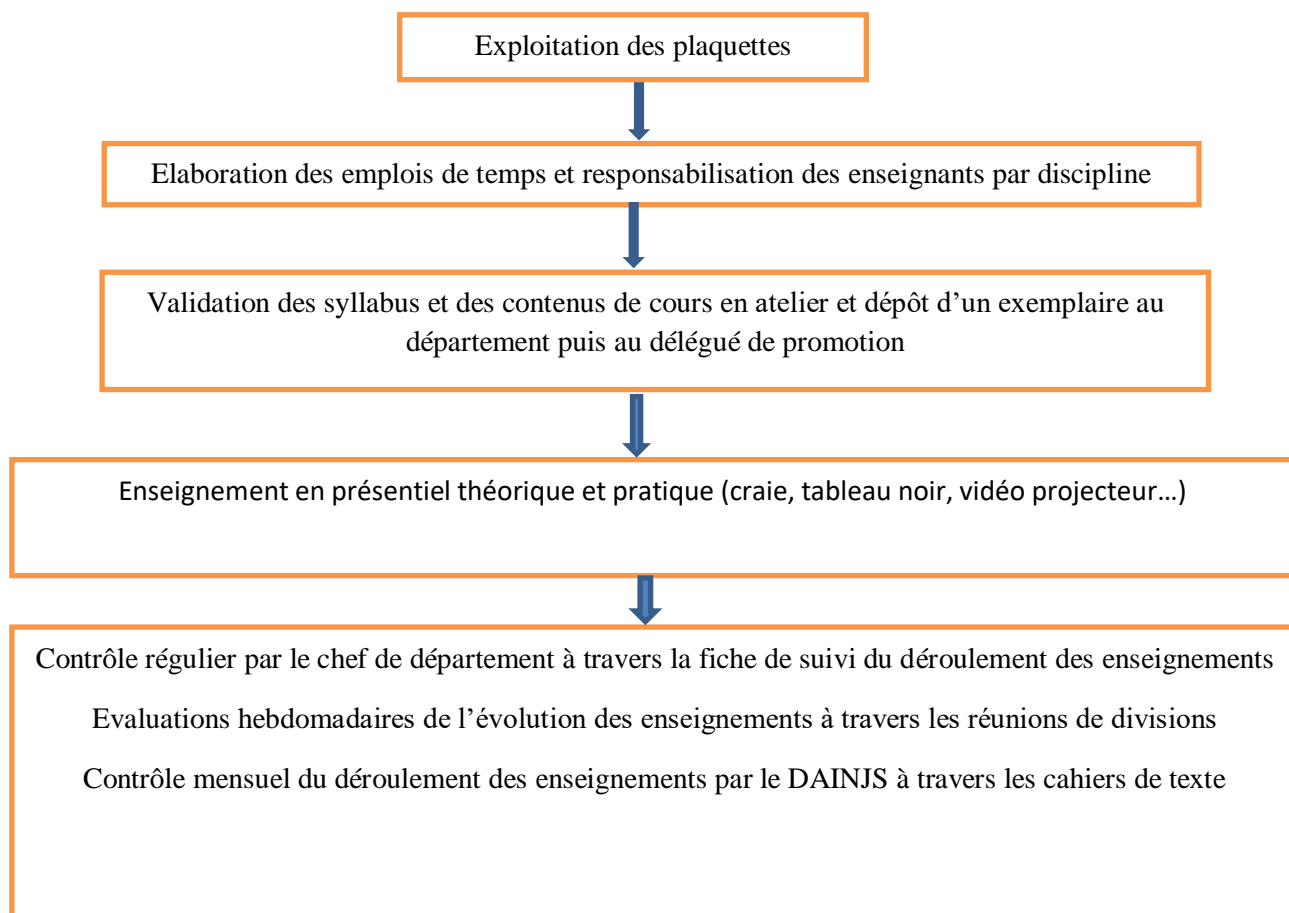 Exploitation des plaquettes
Elaboration des emplois de temps et responsabilisation des enseignants par discipline
Validation des syllabus et des contenus de cours en atelier et dépôt d’un exemplaire au
département puis au délégué de promotion
Enseignement en présentiel théorique et pratique (craie, tableau noir, vidéo projecteur…)
Contrôle régulier par le chef de département à travers la fiche de suivi du déroulement des enseignements
Evaluations hebdomadaires de l’évolution des enseignements à travers les réunions de divisions
Contrôle mensuel du déroulement des enseignements par le DAINJS à travers les cahiers de texte